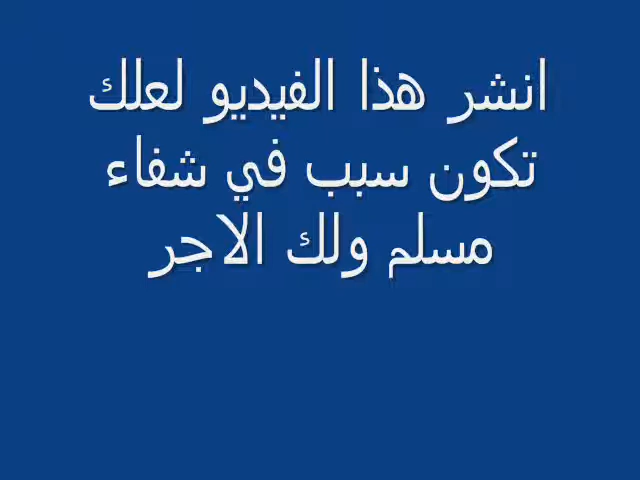 انشر هذا الفيديو لعلك
تكون سبب في شفاء
مسلم ولك الاجر